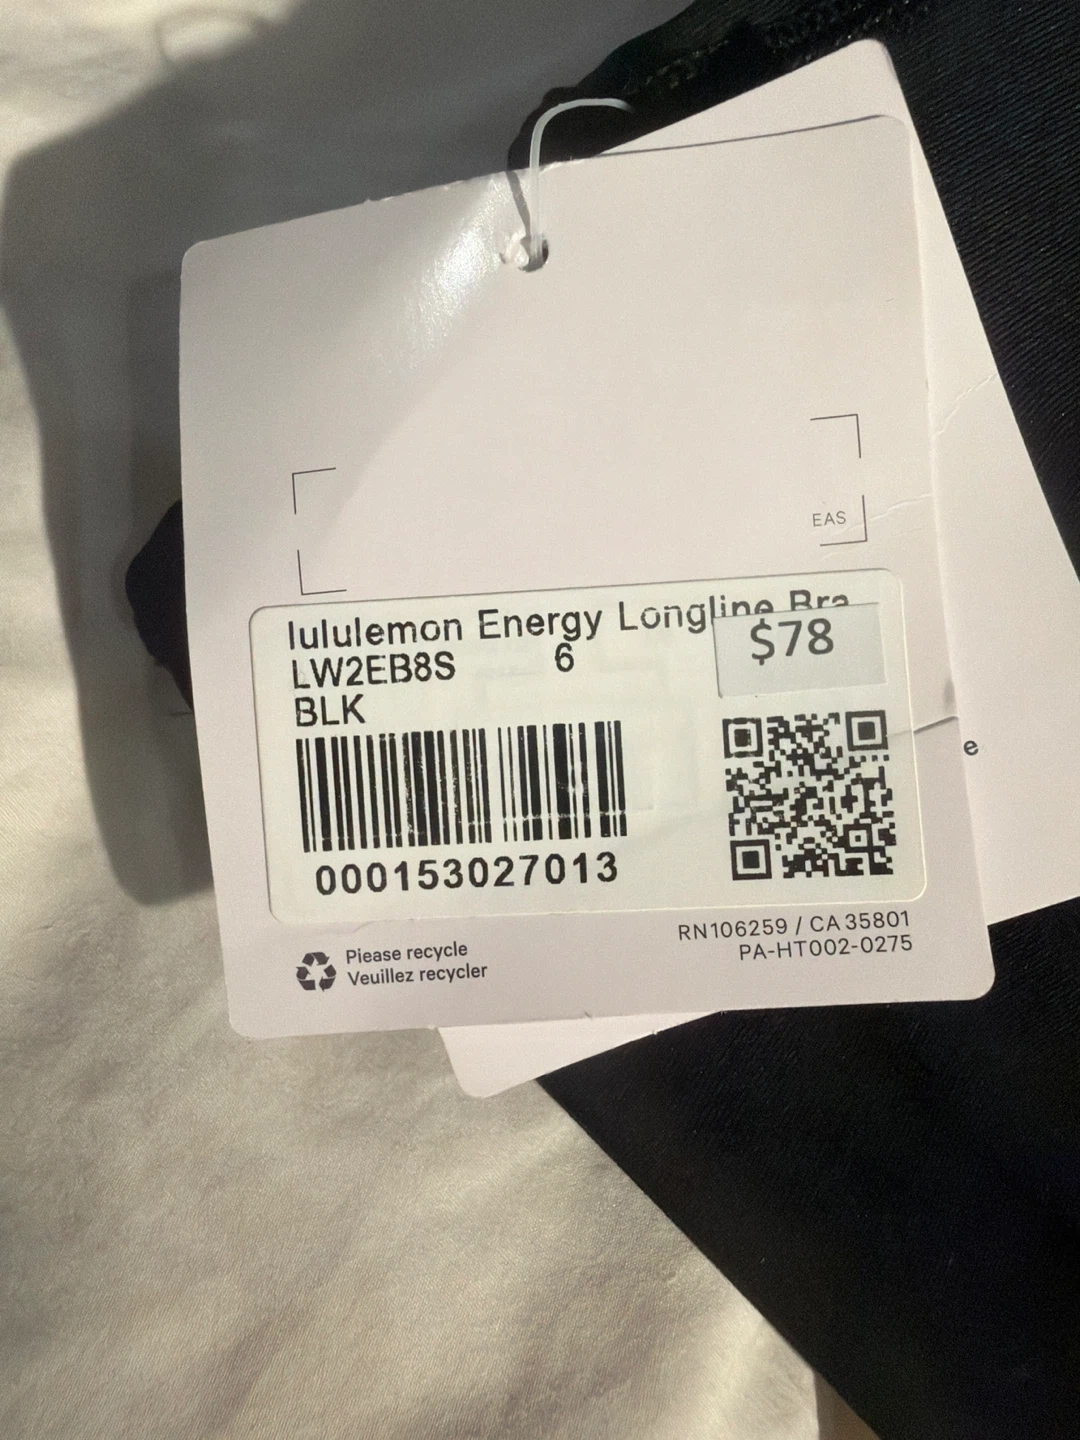 EAS
lululemon Energy Longline Bra
$78
LW2EB8S 6
BLK
000153027013
e
Please recycle
Veuillez recycler
RN106259 / CA 35801
PA-HT002-0275